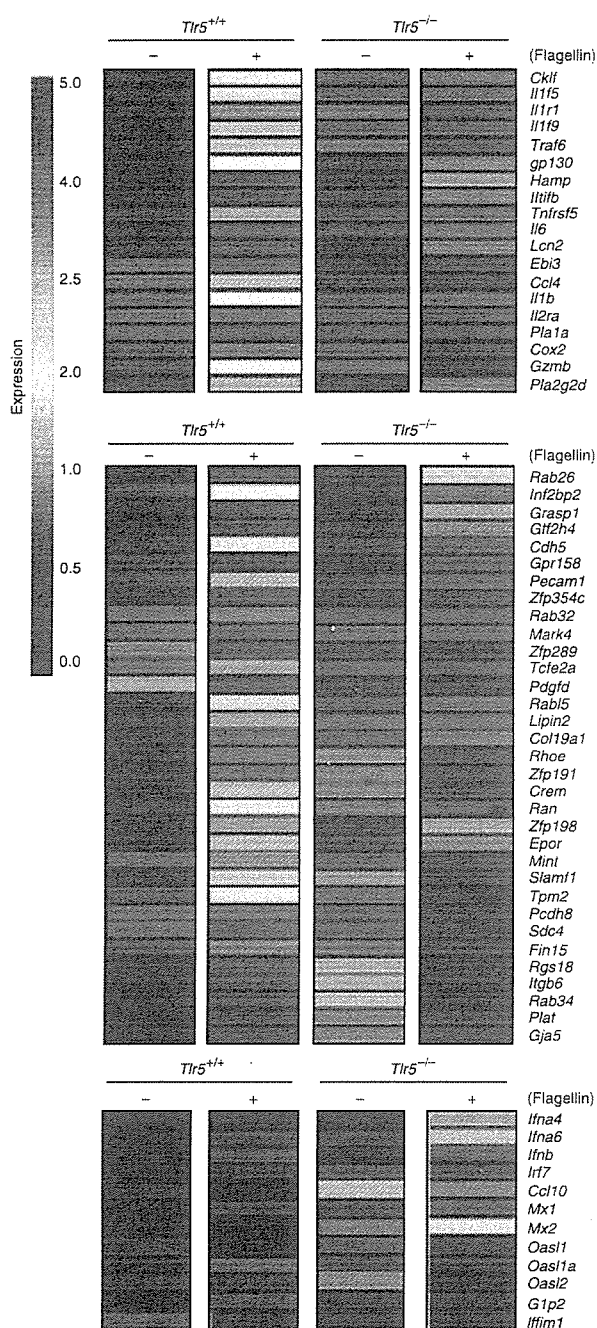 Tlr5+/+ Tlr5−/−
− + − + (Flagellin)
Expression
5.0
4.0
2.5
2.0
1.0
0.5
0.0
Cklf
Il1f5
Il1r1
Il1f9
Traf6
gp130
Hamp
Iltifb
Tnfrsf5
Il6
Lcn2
Ebi3
Ccl4
Il1b
Il2ra
Pla1a
Cox2
Gzmb
Pla2g2d
Tlr5+/+ Tlr5−/−
− + − + (Flagellin)
Rab26
Inf2bp2
Grasp1
Gtf2h4
Cdh5
Gpr158
Pecam1
Zfp354c
Rab32
Mark4
Zfp289
Tcfe2a
Pdgfd
Rabl5
Lipin2
Col19a1
Rhoe
Zfp191
Crem
Ran
Zfp198
Epor
Mint
Slamf1
Tpm2
Pcdh8
Sdc4
Fin15
Rgs18
Itgb6
Rab34
Plat
Gja5
Tlr5+/+ Tlr5−/−
− + − + (Flagellin)
Ifna4
Ifna6
Ifnb
Irf7
Ccl10
Mx1
Mx2
Oasl1
Oasl1a
Oasl2
G1p2
Iffim1